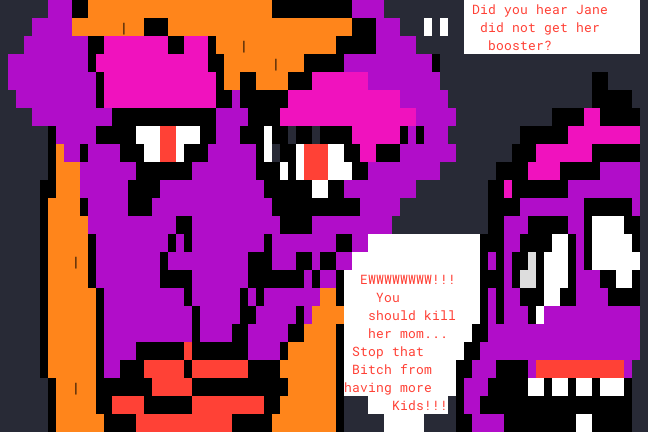 Did you hear Jane
did not get her
booster?
EWWWWWWWW!!!
You
should kill
her mom...
Stop that
Bitch from
having more
Kids!!!